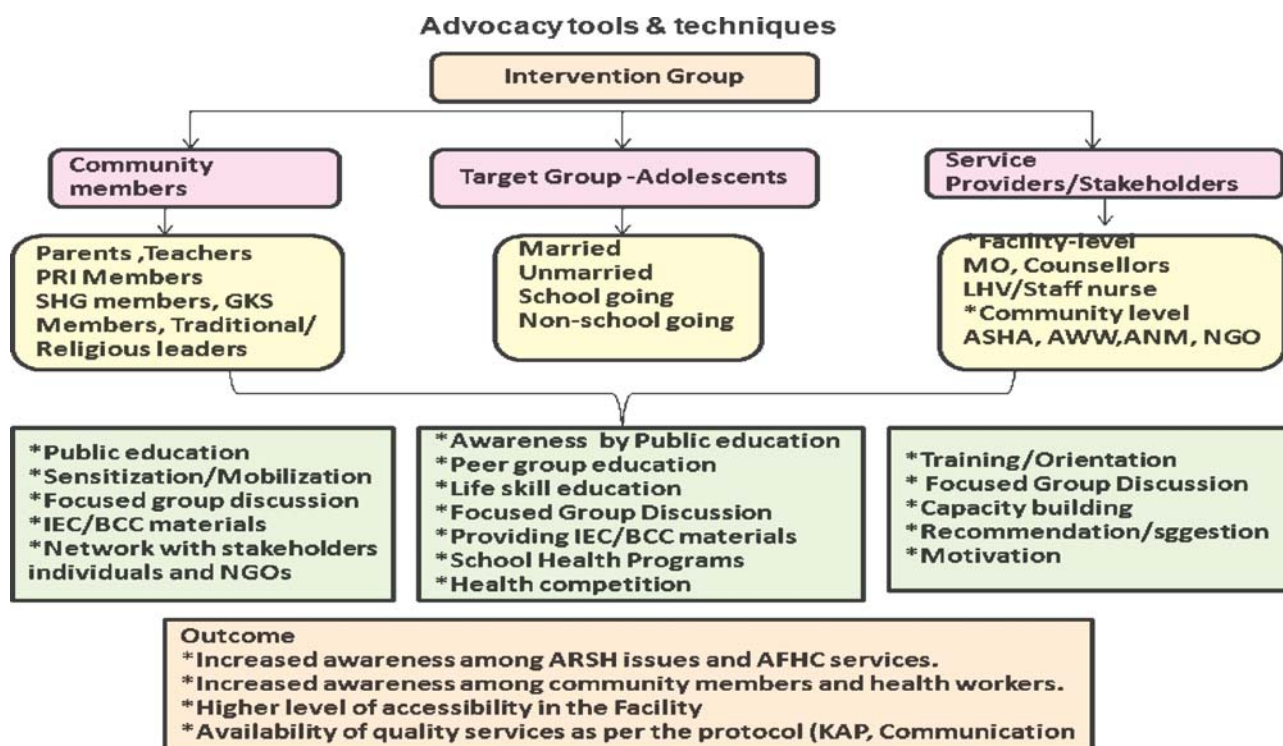 Advocacy tools & techniques
Intervention Group
Community
members
Target Group -Adolescents
Service
Providers/Stakeholders
Parents ,Teachers
PRI Members
SHG members, GKS
Members, Traditional/
Religious leaders
Married
Unmarried
School going
Non-school going
*Facility-level
MO, Counsellors
LHV/Staff nurse
*Community level
ASHA, AWW,ANM, NGO
*Public education
*Sensitization/Mobilization
*Focused group discussion
*IEC/BCC materials
*Network with stakeholders
individuals and NGOs
*Awareness by Public education
*Peer group education
*Life skill education
*Focused Group Discussion
*Providing IEC/BCC materials
*School Health Programs
*Health competition
*Training/Orientation
* Focused Group Discussion
*Capacity building
*Recommendation/sggestion
*Motivation
Outcome
*Increased awareness among ARSH issues and AFHC services.
*Increased awareness among community members and health workers.
*Higher level of accessibility in the Facility
*Availability of quality services as per the protocol (KAP, Communication